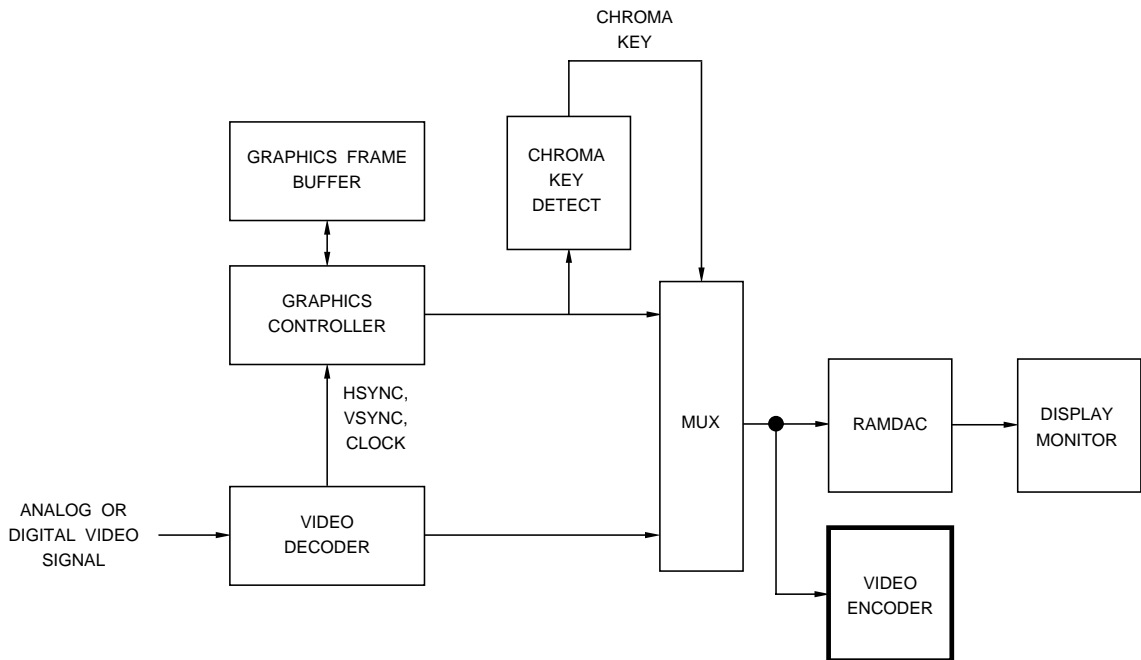 CHROMA
KEY
GRAPHICS FRAME
BUFFER
CHROMA
KEY
DETECT
GRAPHICS
CONTROLLER
HSYNC,
VSYNC,
CLOCK
MUX
RAMDAC
DISPLAY
MONITOR
ANALOG OR
DIGITAL VIDEO
SIGNAL
VIDEO
DECODER
VIDEO
ENCODER